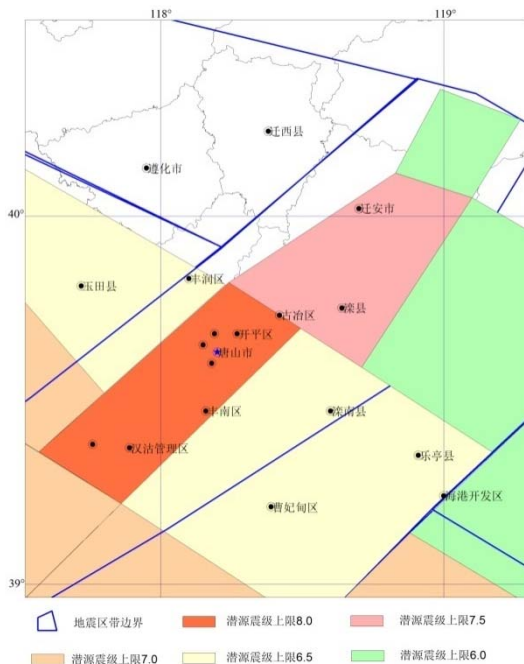 118°
119°
迁西县
遵化市
40°
迁安市
丰润区
玉田县
滦县
古冶区
开平区
唐山市
丰南区
滦南县
汉沽管理区
乐亭县
海港开发区
曹妃甸区
39°
地震区带边界
潜源震级上限8.0
潜源震级上限7.5
潜源震级上限7.0
潜源震级上限6.5
潜源震级上限6.0